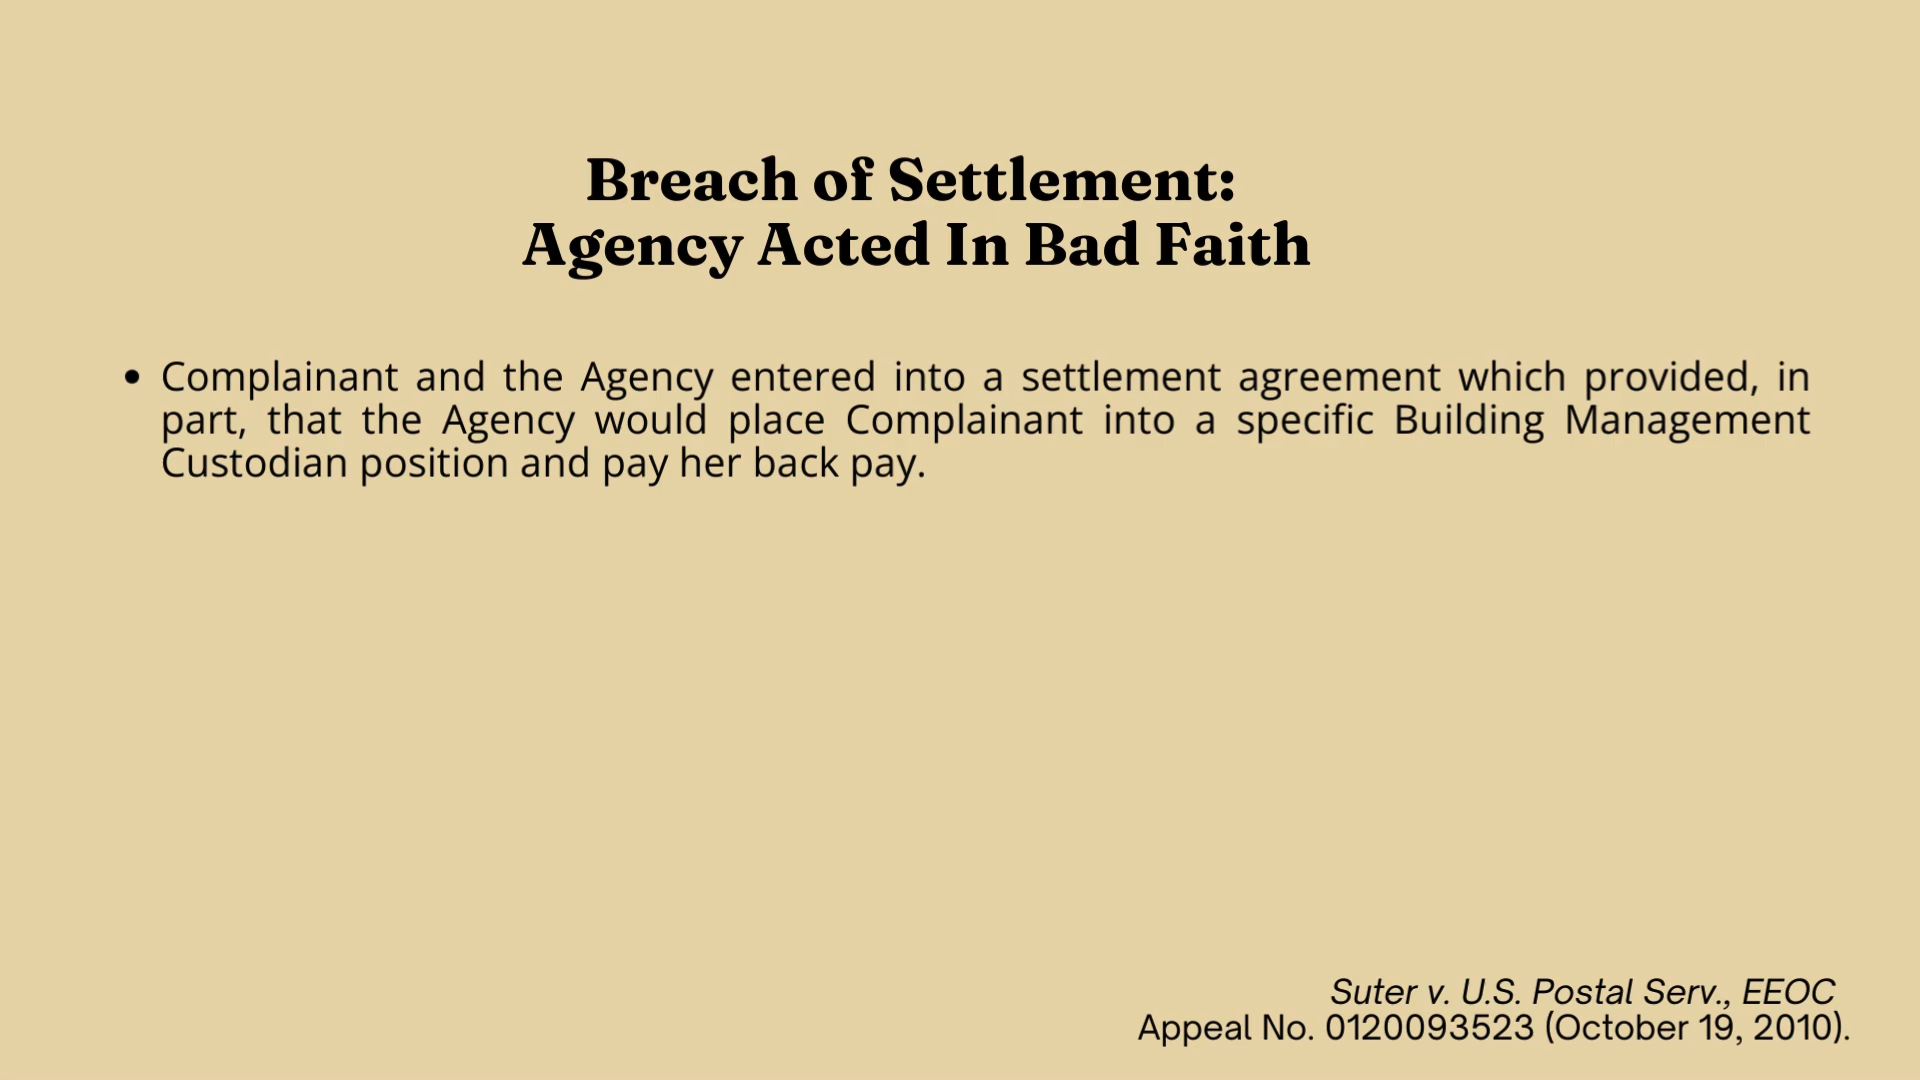 Breach of Settlement:
Agency Acted In Bad Faith
• Complainant and the Agency entered into a settlement agreement which provided, in
part, that the Agency would place Complainant into a specific Building Management
Custodian position and pay her back pay.
Suter v. U.S. Postal Serv., EEOC
Appeal No. 0120093523 (October 19, 2010).